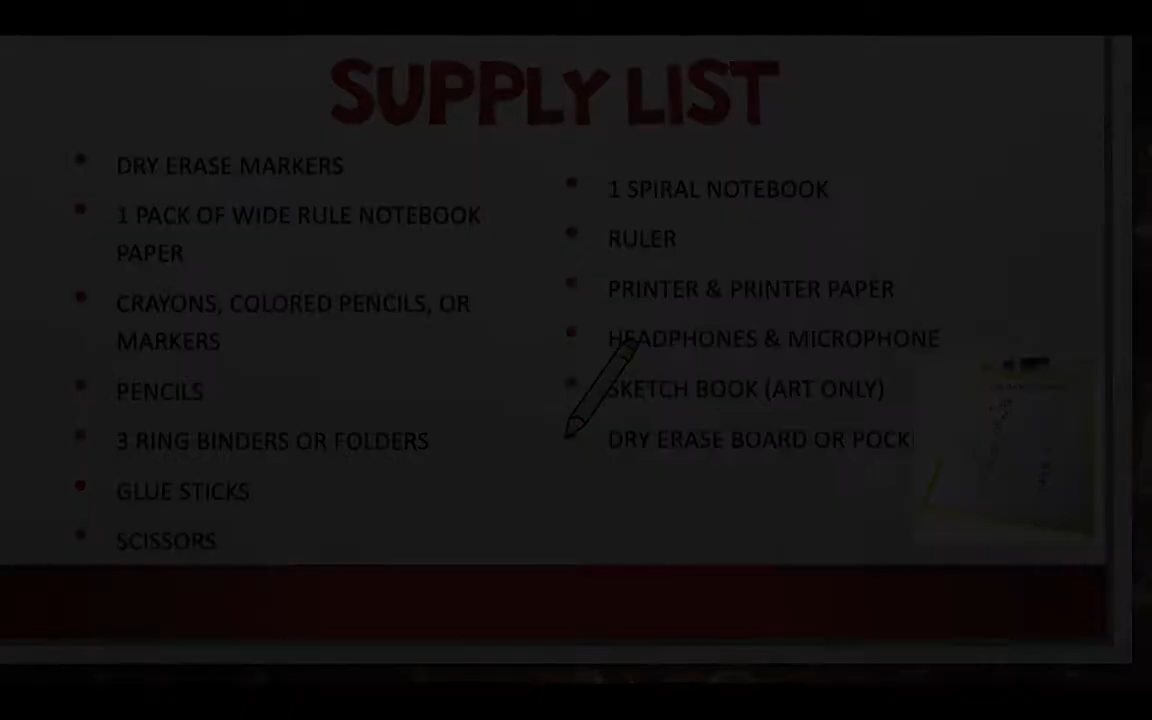 SUPPLY LIST
DRY ERASE MARKERS
1 PACK OF WIDE RULE NOTEBOOK
PAPER
CRAYONS, COLORED PENCILS, OR
MARKERS
PENCILS
3 RING BINDERS OR FOLDERS
GLUE STICKS
SCISSORS
1 SPIRAL NOTEBOOK
RULER
PRINTER & PRINTER PAPER
HEADPHONES & MICROPHONE
SKETCH BOOK (ART ONLY)
DRY ERASE BOARD OR